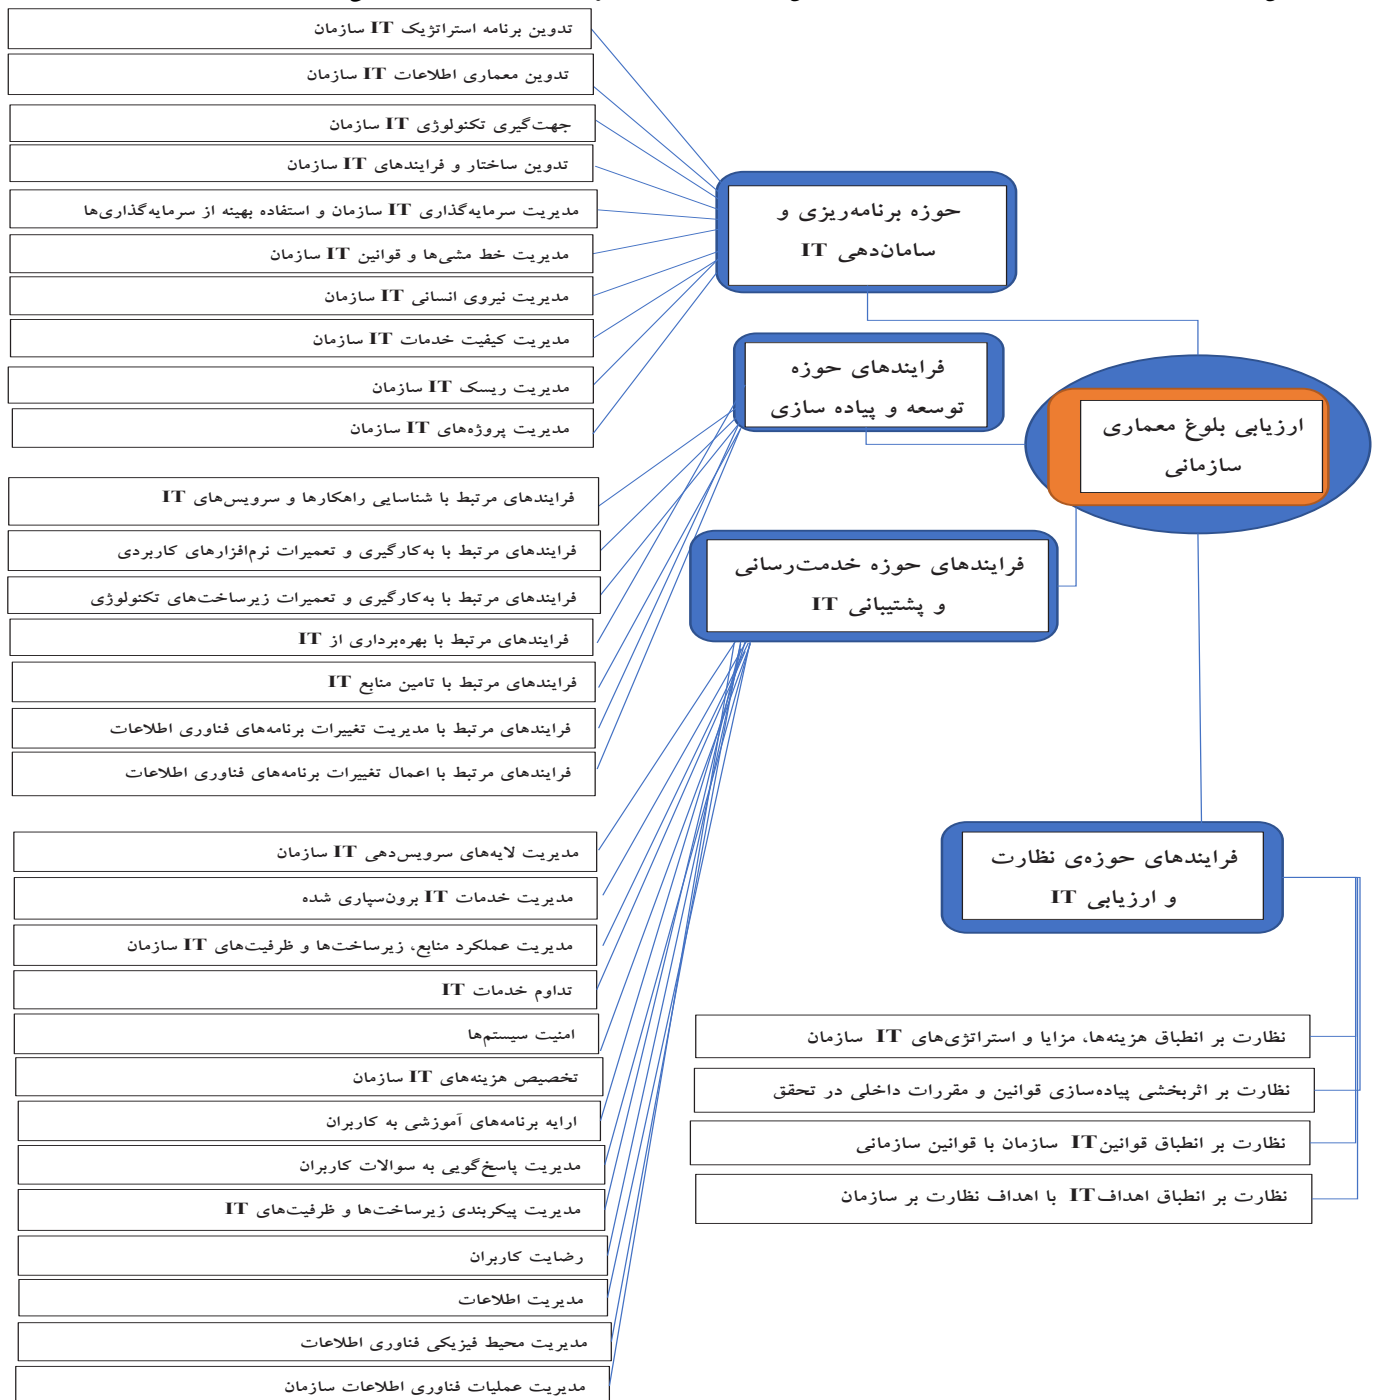 تدوین برنامه استراتژیک IT سازمان
تدوین معماری اطلاعات IT سازمان
جهت‌گیری تکنولوژی IT سازمان
تدوین ساختار و فرایندهای IT سازمان
مدیریت سرمایه‌گذاری IT سازمان و استفاده بهینه از سرمایه‌گذاری‌ها
مدیریت خط مشی‌ها و قوانین IT سازمان
مدیریت نیروی انسانی IT سازمان
مدیریت کیفیت خدمات IT سازمان
مدیریت ریسک IT سازمان
مدیریت پروژه‌های IT سازمان
حوزه برنامه‌ریزی و
سامان‌دهی IT
فرایندهای حوزه
توسعه و پیاده سازی
ارزیابی بلوغ معماری
سازمانی
فرایندهای مرتبط با شناسایی راهکارها و سرویس‌های IT
فرایندهای مرتبط با به‌کارگیری و تعمیرات نرم‌افزارهای کاربردی
فرایندهای مرتبط با به‌کارگیری و تعمیرات زیرساخت‌های تکنولوژی
فرایندهای مرتبط با بهره‌برداری از IT
فرایندهای مرتبط با تامین منابع IT
فرایندهای مرتبط با مدیریت تغییرات برنامه‌های فناوری اطلاعات
فرایندهای مرتبط با اعمال تغییرات برنامه‌های فناوری اطلاعات
فرایندهای حوزه خدمت‌رسانی
و پشتیبانی IT
مدیریت لایه‌های سرویس‌دهی IT سازمان
مدیریت خدمات IT برون‌سپاری شده
مدیریت عملکرد منابع، زیرساخت‌ها و ظرفیت‌های IT سازمان
تداوم خدمات IT
امنیت سیستم‌ها
تخصیص هزینه‌های IT سازمان
ارایه برنامه‌های آموزشی به کاربران
مدیریت پاسخ‌گویی به سوالات کاربران
مدیریت پیکربندی زیرساخت‌ها و ظرفیت‌های IT
رضایت کاربران
مدیریت اطلاعات
مدیریت محیط فیزیکی فناوری اطلاعات
مدیریت عملیات فناوری اطلاعات سازمان
فرایندهای حوزه‌ی نظارت
و ارزیابی IT
نظارت بر انطباق هزینه‌ها، مزایا و استراتژی‌های IT سازمان
نظارت بر اثربخشی پیاده‌سازی قوانین و مقررات داخلی در تحقق
نظارت بر انطباق قوانین IT سازمان با قوانین سازمانی
نظارت بر انطباق اهداف IT با اهداف نظارت بر سازمان